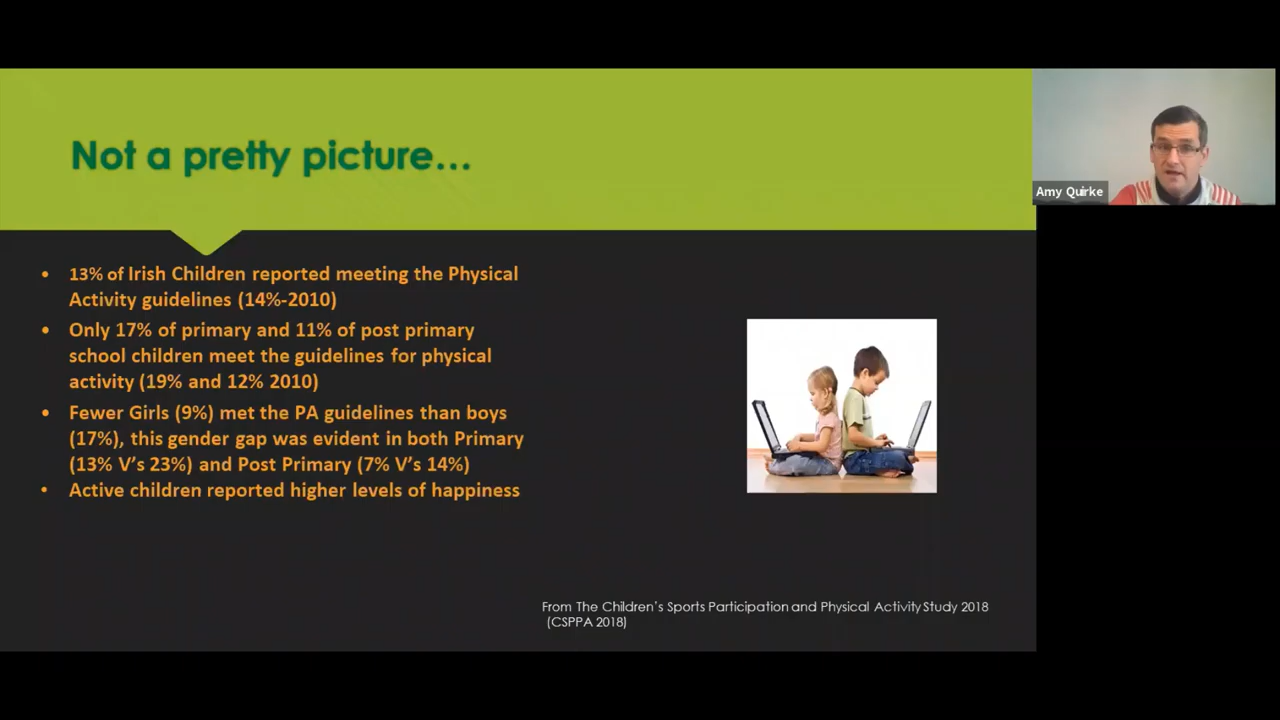 Not a pretty picture...
Amy Quirke
• 13% of Irish Children reported meeting the Physical
Activity guidelines (14%-2010)
• Only 17% of primary and 11% of post primary
school children meet the guidelines for physical
activity (19% and 12% 2010)
• Fewer Girls (9%) met the PA guidelines than boys
(17%), this gender gap was evident in both Primary
(13% V's 23%) and Post Primary (7% V's 14%)
• Active children reported higher levels of happiness
From The Children's Sports Participation and Physical Activity Study 2018
(CSPPA 2018)